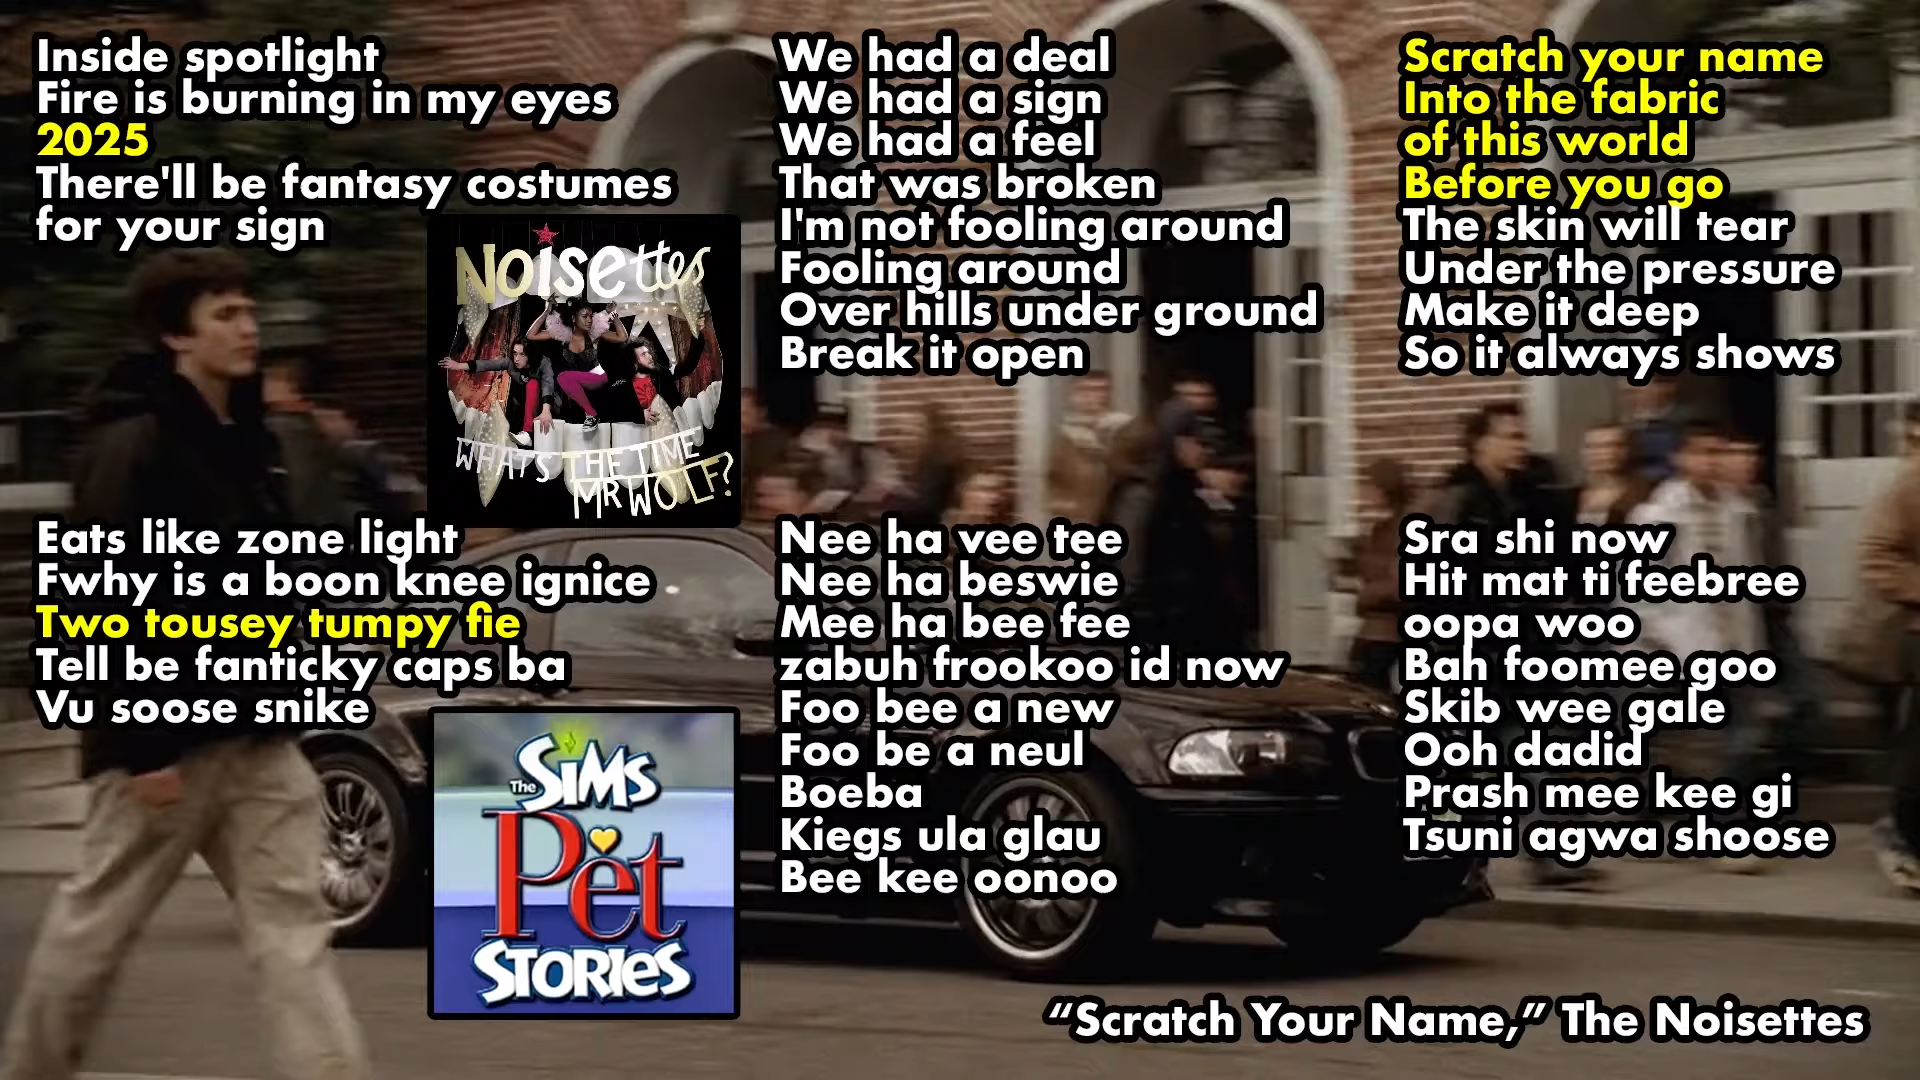 Inside spotlight
Fire is burning in my eyes
2025
There'll be fantasy costumes
for your sign
We had a deal
We had a sign
We had a feel
That was broken
I'm not fooling around
Fooling around
Over hills under ground
Break it open
Scratch your name
Into the fabric
of this world
Before you go
The skin will tear
Under the pressure
Make it deep
So it always shows
Noisettes
WHAT'S THE TIME
MR WOLF?
Eats like zone light
Fwhy is a boon knee ignice
Two tousey tumpy fie
Tell be fanticky caps ba
Vu soose snike
The SiMS
Pet
STORIeS
Nee ha vee tee
Nee ha beswie
Mee ha bee fee
zabuh frookoo id now
Foo bee a new
Foo be a neul
Boeba
Kiegs ula glau
Bee kee oonoo
Sra shi now
Hit mat ti feebree
oopa woo
Bah foomee goo
Skib wee gale
Ooh dadid
Prash mee kee gi
Tsuni agwa shoose
“Scratch Your Name,” The Noisettes